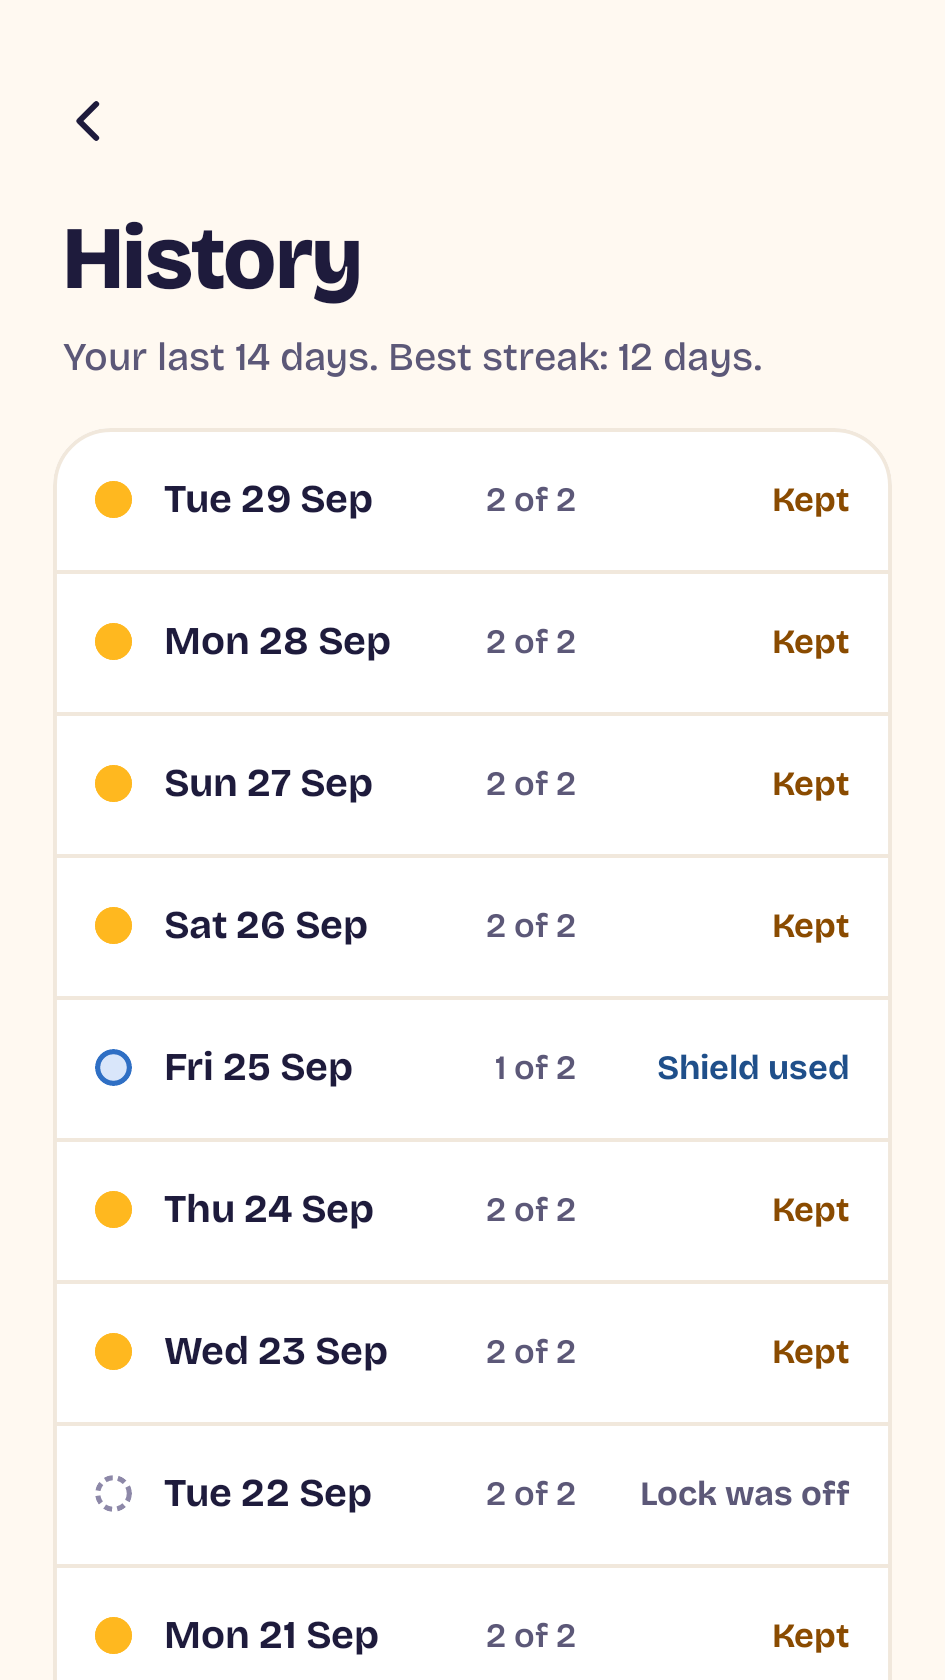 History
Your last 14 days. Best streak: 12 days.
Tue 29 Sep 2 of 2 Kept
Mon 28 Sep 2 of 2 Kept
Sun 27 Sep 2 of 2 Kept
Sat 26 Sep 2 of 2 Kept
Fri 25 Sep 1 of 2 Shield used
Thu 24 Sep 2 of 2 Kept
Wed 23 Sep 2 of 2 Kept
Tue 22 Sep 2 of 2 Lock was off
Mon 21 Sep 2 of 2 Kept